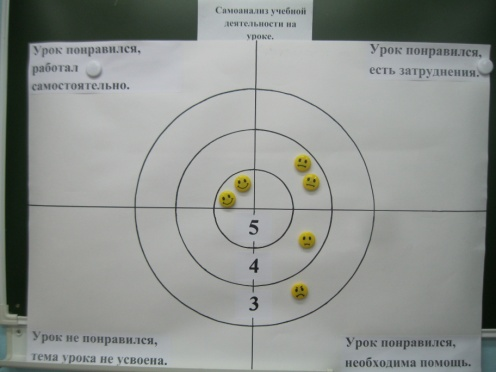 Самоанализ учебной
деятельности на
уроке.
Урок понравился,
работал
самостоятельно.
Урок понравился,
есть затруднения.
5
4
3
Урок не понравился,
тема урока не усвоена.
Урок понравился,
необходима помощь.